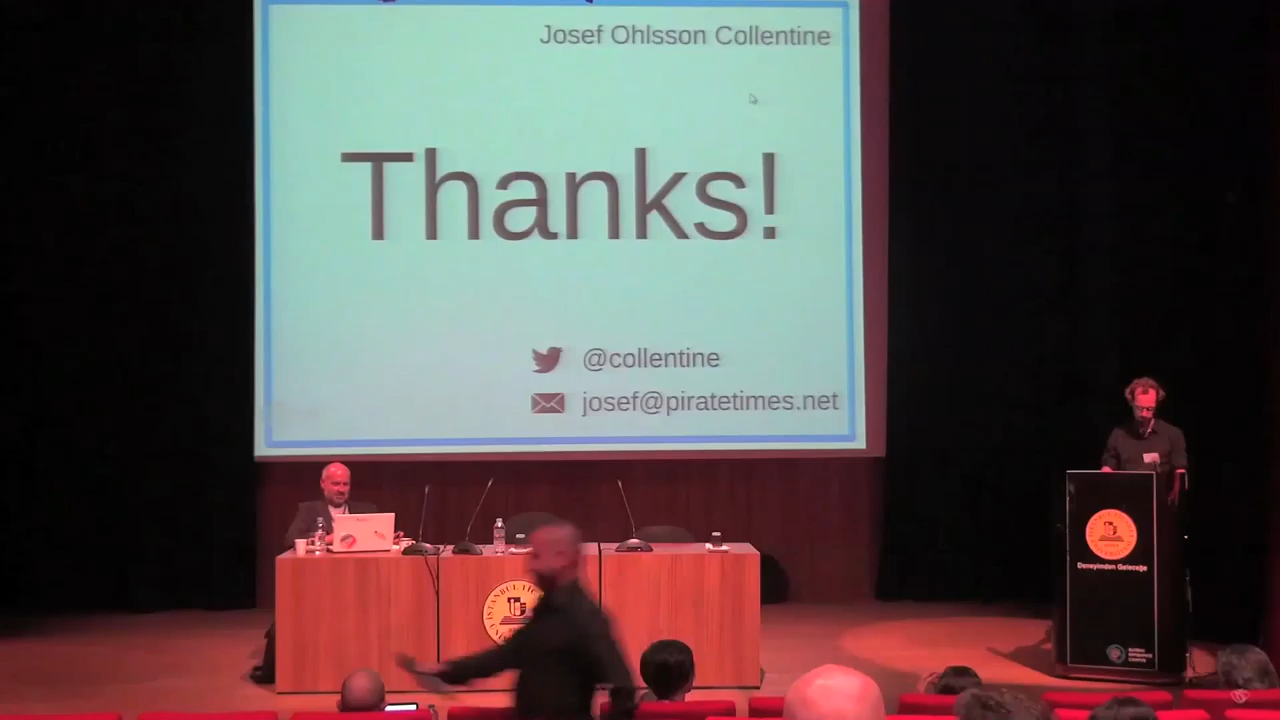 Josef Ohlsson Collentine
Thanks!
@collentine
josef@piratetimes.net
Deneyimden Geleceğe